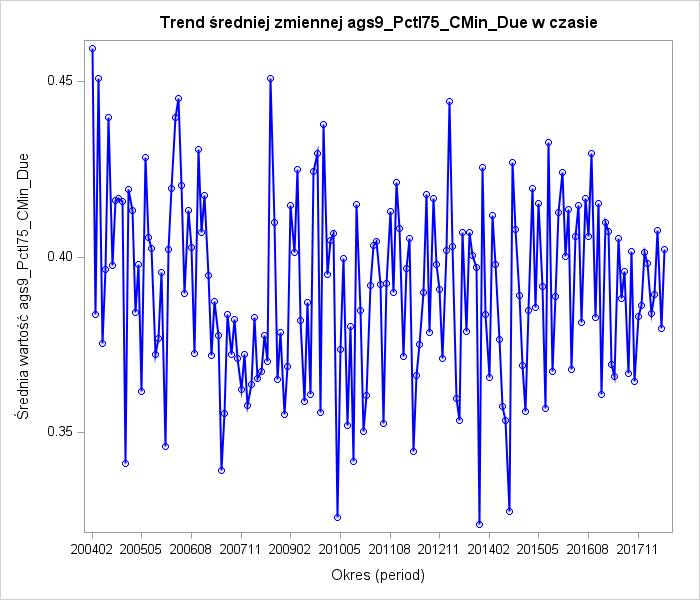 Trend średniej zmiennej ags9_Pctl75_CMin_Due w czasie
Średnia wartość ags9_Pctl75_CMin_Due
0.45
0.40
0.35
200402 200505 200608 200711 200902 201005 201108 201211 201402 201505 201608 201711
Okres (period)